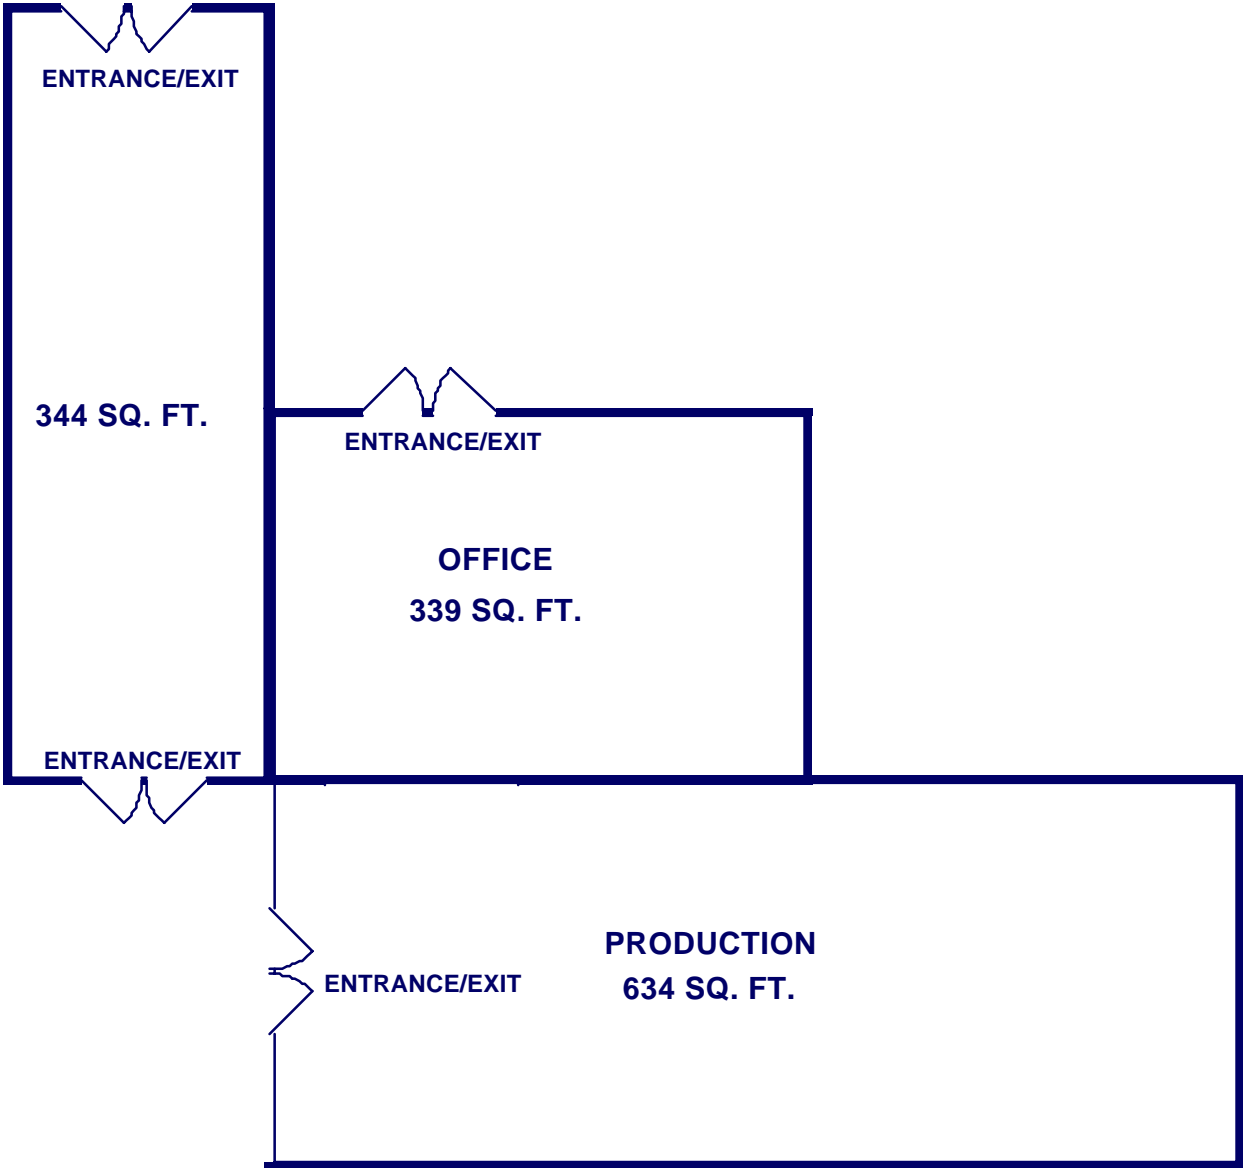 ENTRANCE/EXIT
344 SQ. FT.
ENTRANCE/EXIT
OFFICE
339 SQ. FT.
ENTRANCE/EXIT
PRODUCTION
634 SQ. FT.
ENTRANCE/EXIT